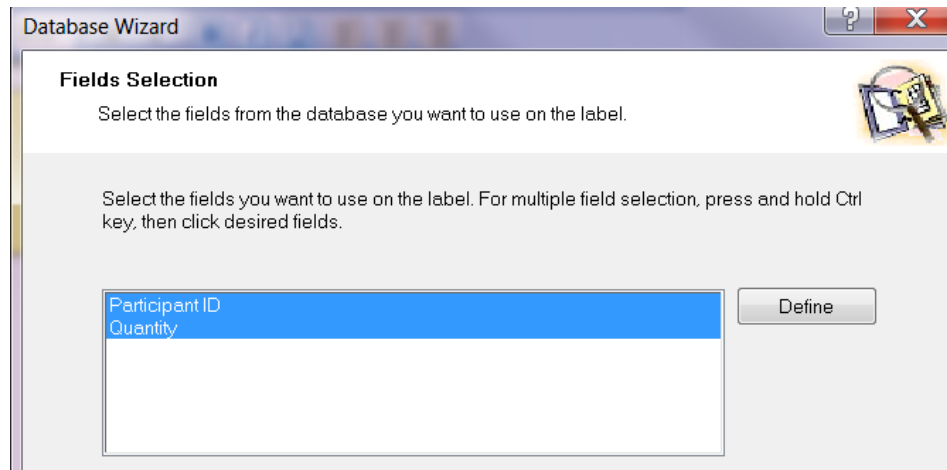 Database Wizard
Fields Selection
Select the fields from the database you want to use on the label.
Select the fields you want to use on the label. For multiple field selection, press and hold Ctrl
key, then click desired fields.
Participant ID
Define
Quantity